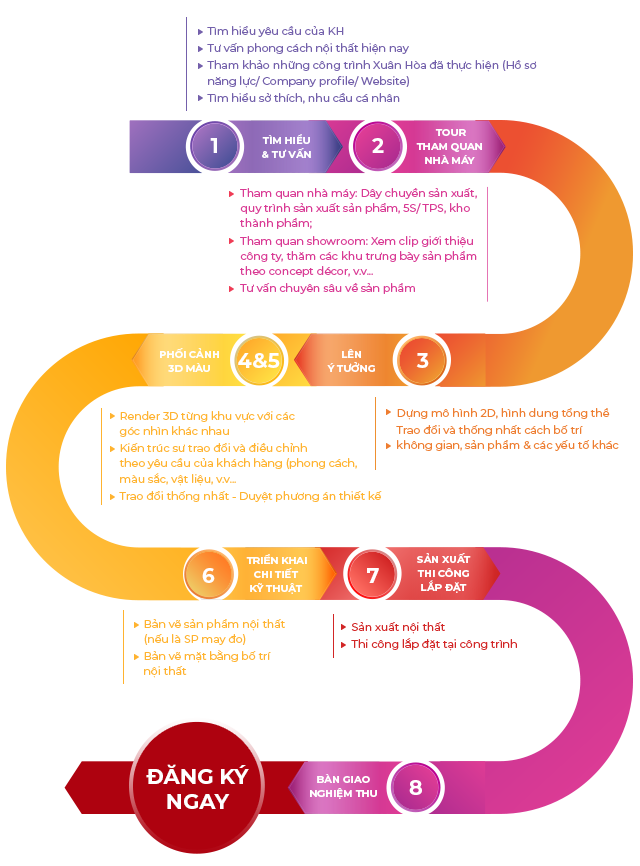 Tìm hiểu yêu cầu của KH
Tư vấn phong cách nội thất hiện nay
Tham khảo những công trình Xuân Hòa đã thực hiện (Hồ sơ
năng lực/ Company profile/ Website)
Tìm hiểu sở thích, nhu cầu cá nhân
1
TÌM HIỂU
& TƯ VẤN
2
TOUR
THAM QUAN
NHÀ MÁY
Tham quan nhà máy: Dây chuyền sản xuất,
quy trình sản xuất sản phẩm, 5S/TPS, kho
thành phẩm;
Tham quan showroom: Xem clip giới thiệu
công ty, thăm các khu trưng bày sản phẩm
theo concept décor, v.v...
Tư vấn chuyên sâu về sản phẩm
3
LÊN
Ý TƯỞNG
4&5
PHỐI CẢNH
3D MÀU
Dựng mô hình 2D, hình dung tổng thể
Trao đổi và thống nhất cách bố trí
không gian, sản phẩm & các yếu tố khác
Render 3D từng khu vực với các
góc nhìn khác nhau
Kiến trúc sư trao đổi và điều chỉnh
theo yêu cầu của khách hàng (phong cách,
màu sắc, vật liệu, v.v...
Trao đổi thống nhất - Duyệt phương án thiết kế
6
TRIỂN KHAI
CHI TIẾT
KỸ THUẬT
7
SẢN XUẤT
THI CÔNG
LẮP ĐẶT
Bản vẽ sản phẩm nội thất
(nếu là SP may đo)
Bản vẽ mặt bằng bố trí
nội thất
Sản xuất nội thất
Thi công lắp đặt tại công trình
8
BÀN GIAO
NGHIỆM THU
ĐĂNG KÝ
NGAY